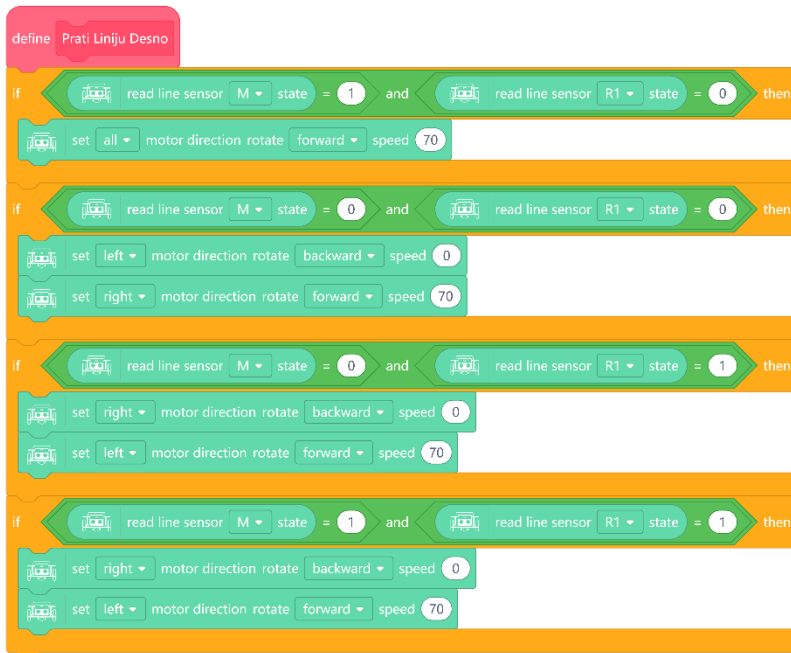 define Prati Liniju Desno
if read line sensor M state = 1 and read line sensor R1 state = 0 then
set all motor direction rotate forward speed 70
if read line sensor M state = 0 and read line sensor R1 state = 0 then
set left motor direction rotate backward speed 0
set right motor direction rotate forward speed 70
if read line sensor M state = 0 and read line sensor R1 state = 1 then
set right motor direction rotate backward speed 0
set left motor direction rotate forward speed 70
if read line sensor M state = 1 and read line sensor R1 state = 1 then
set right motor direction rotate backward speed 0
set left motor direction rotate forward speed 70